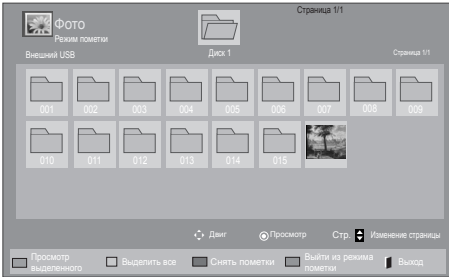 Страница 1/1
Фото
Режим пометки
Внешний USB
Диск 1
Страница 1/1
001 002 003 004 005 006 007 008 009
010 011 012 013 014 015
Двиг Просмотр Стр. Изменение страницы
Просмотр выделенного
Выделить все
Снять пометки
Выйти из режима пометки
Выход